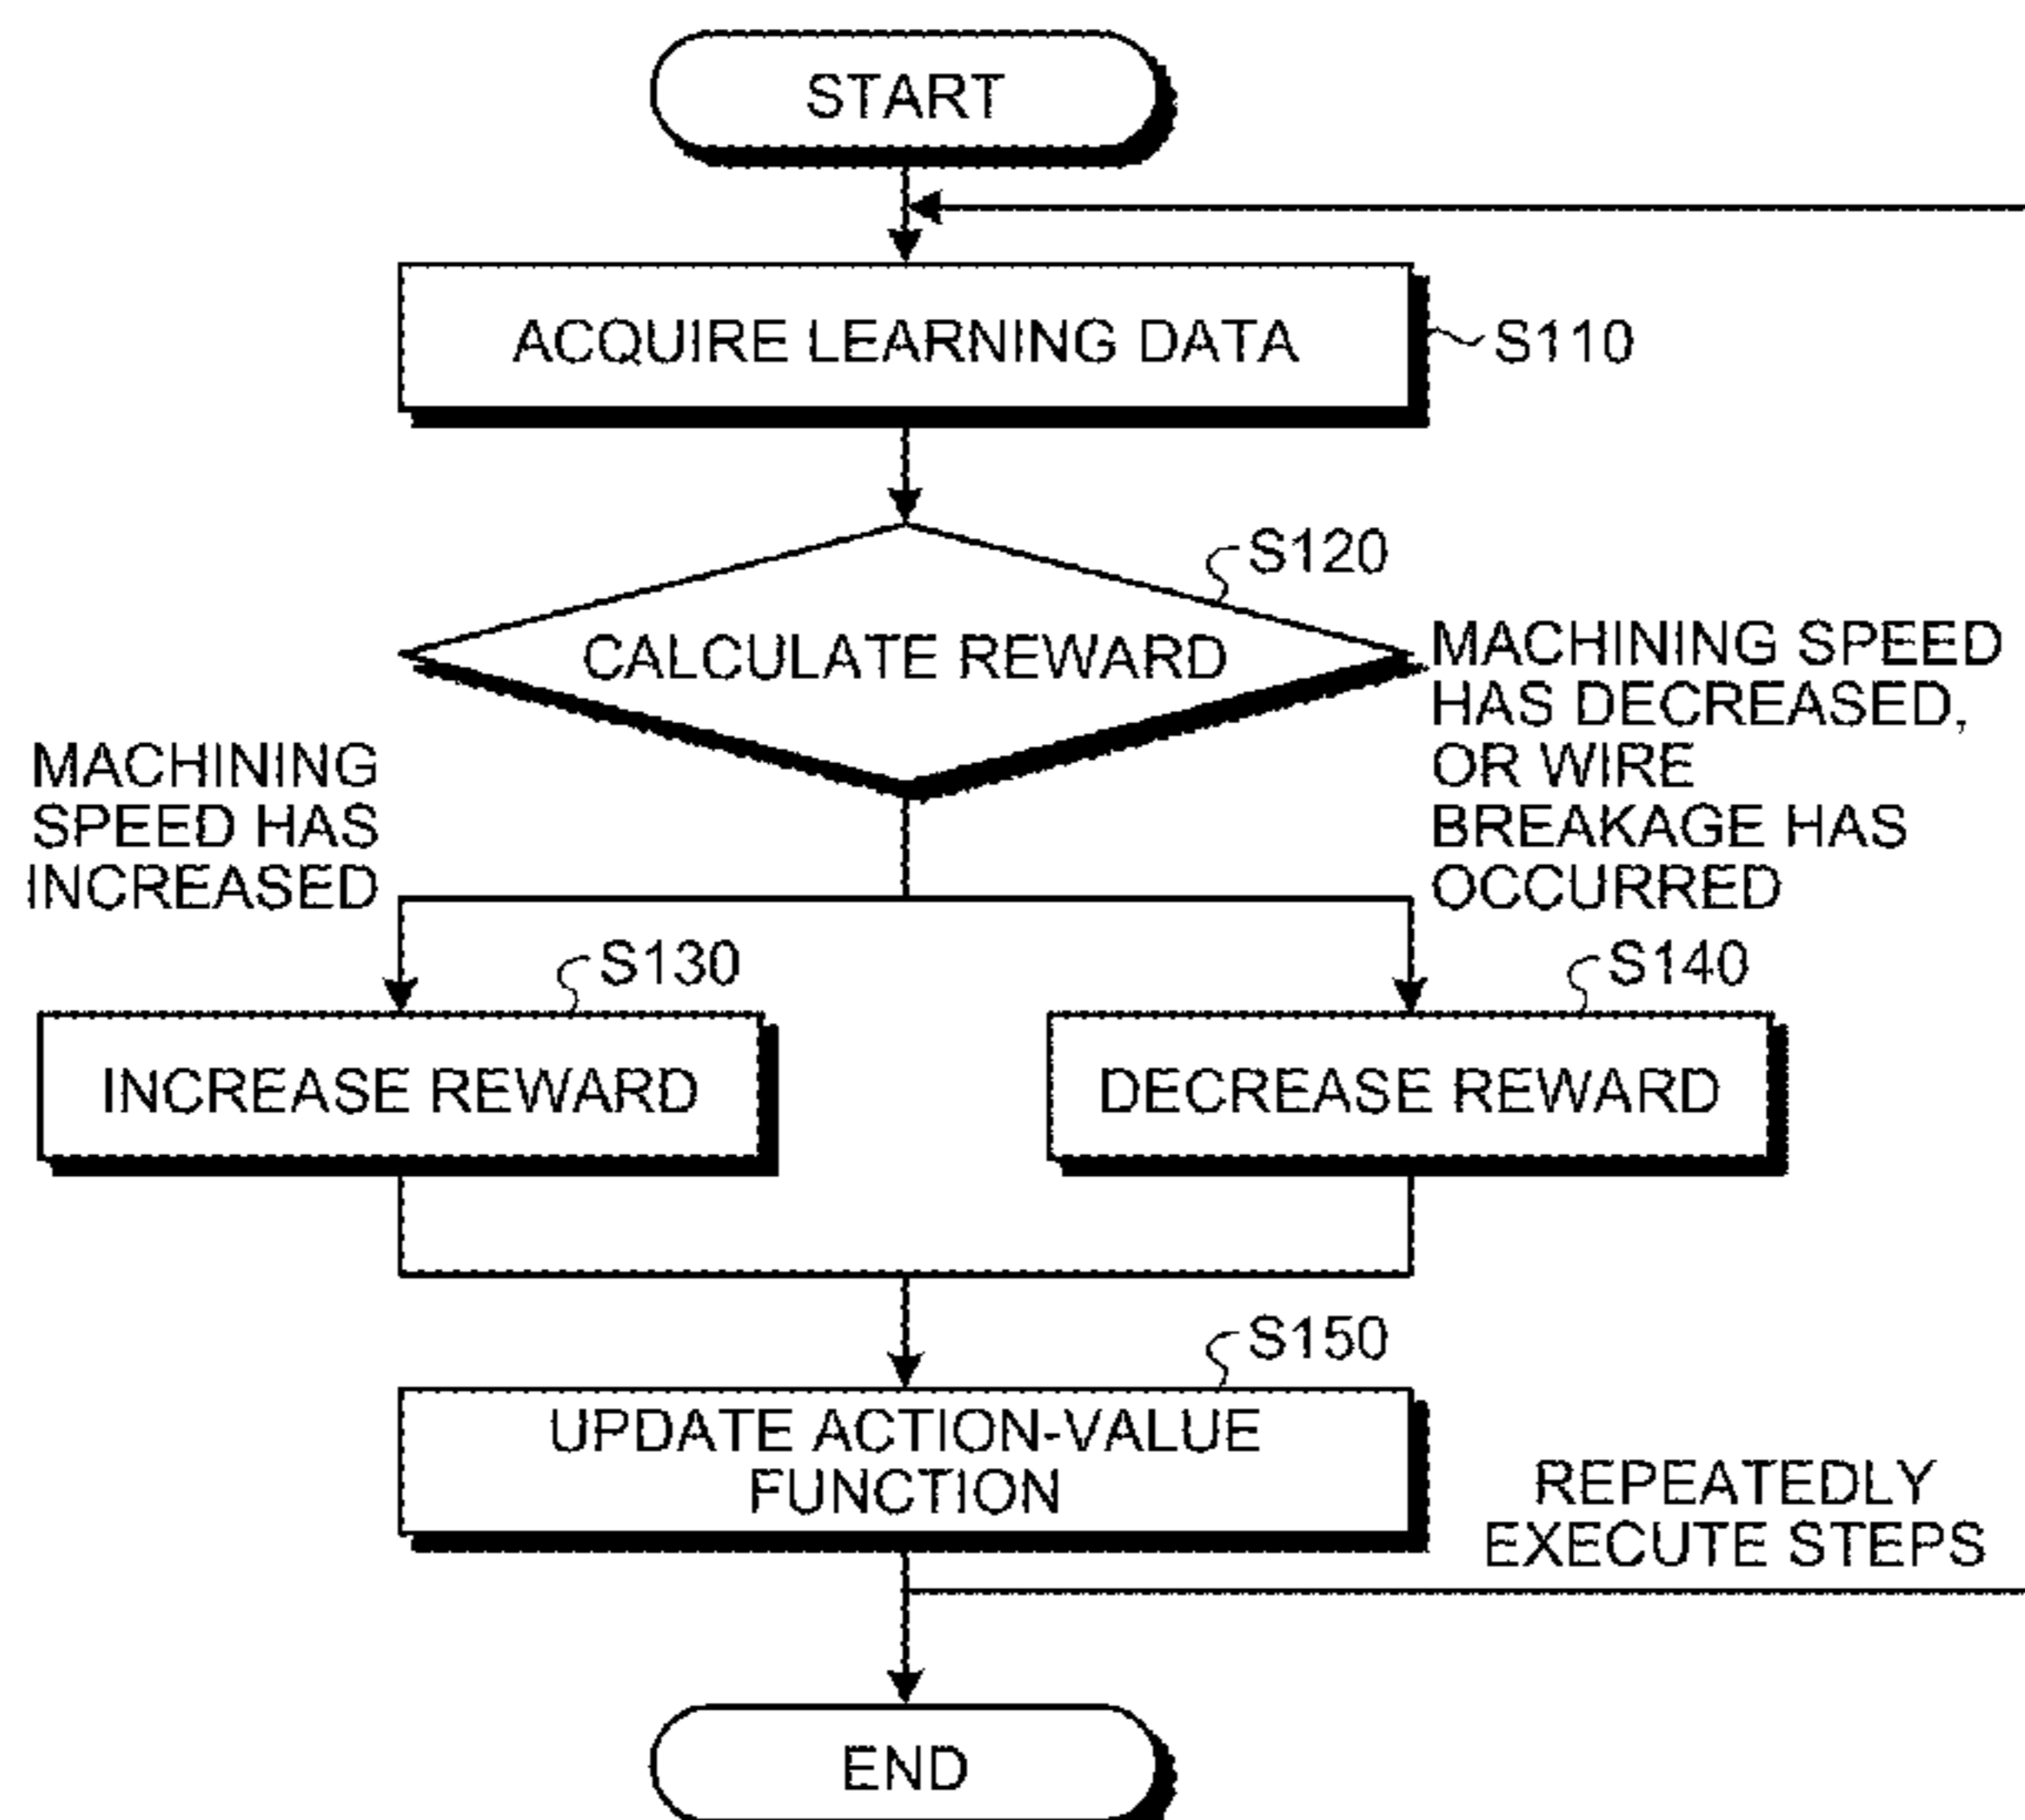 START
ACQUIRE LEARNING DATA
S110
S120
CALCULATE REWARD
MACHINING SPEED
HAS DECREASED,
OR WIRE
BREAKAGE HAS
OCCURRED
MACHINING
SPEED HAS
INCREASED
S130
S140
INCREASE REWARD
DECREASE REWARD
S150
UPDATE ACTION-VALUE
FUNCTION
REPEATEDLY
EXECUTE STEPS
END